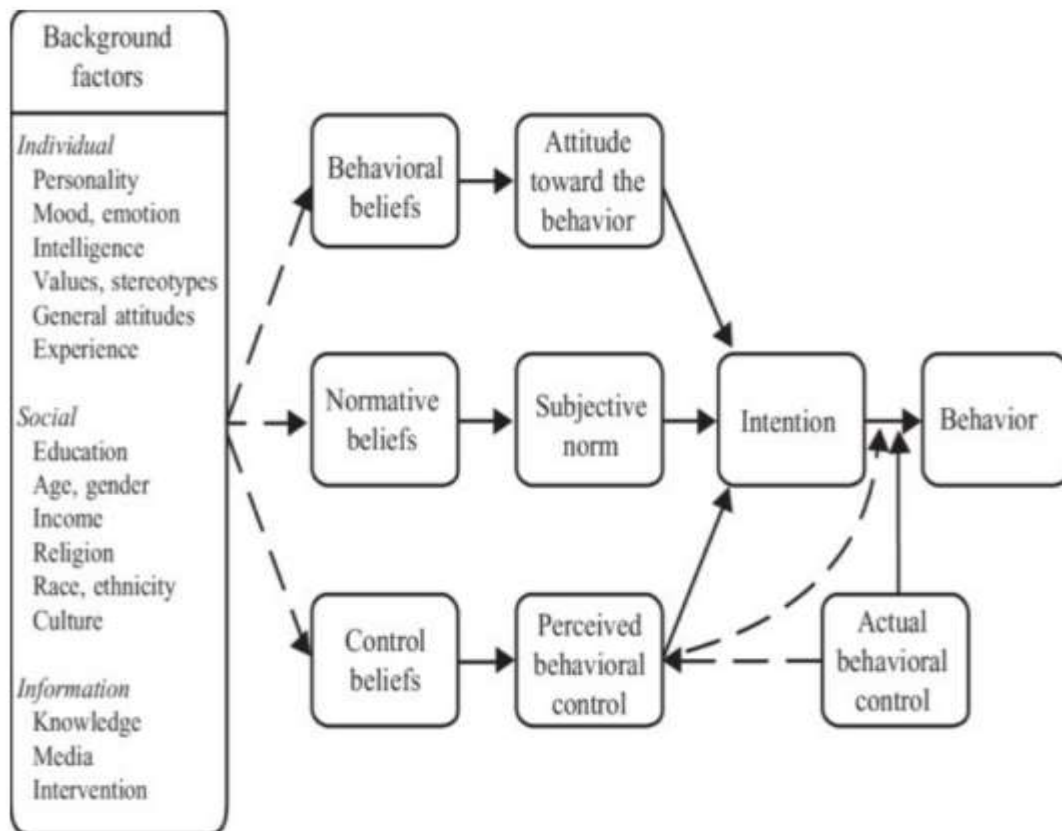 Background
factors
Individual
Personality
Mood, emotion
Intelligence
Values, stereotypes
General attitudes
Experience
Social
Education
Age, gender
Income
Religion
Race, ethnicity
Culture
Information
Knowledge
Media
Intervention
Behavioral
beliefs
Attitude
toward the
behavior
Normative
beliefs
Subjective
norm
Intention
Behavior
Control
beliefs
Perceived
behavioral
control
Actual
behavioral
control